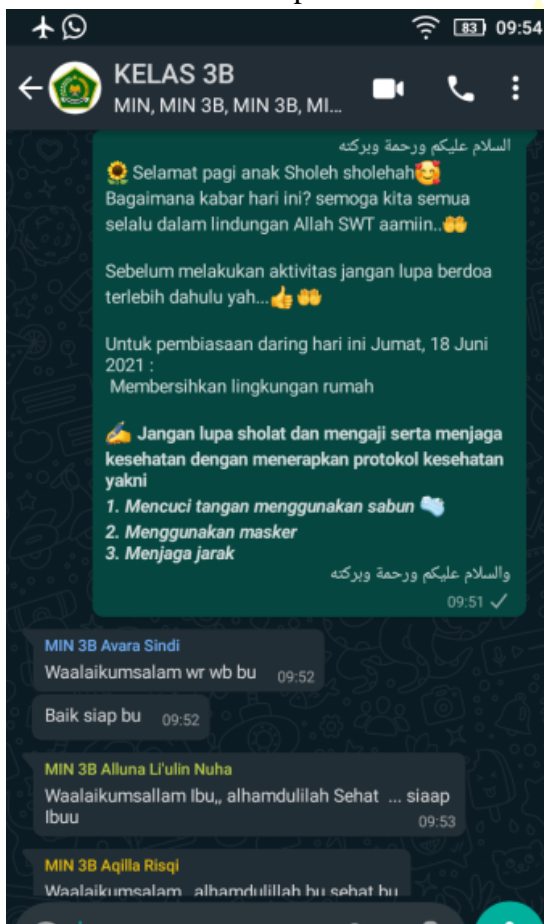 83 09:54
KELAS 3B
MIN, MIN 3B, MIN 3B, MI...
السلام عليكم ورحمة وبركته
🌻 Selamat pagi anak Sholeh sholehah🥰
Bagaimana kabar hari ini? semoga kita semua
selalu dalam lindungan Allah SWT aamiin..🤲
Sebelum melakukan aktivitas jangan lupa berdoa
terlebih dahulu yah...👍🤲
Untuk pembiasaan daring hari ini Jumat, 18 Juni
2021 :
Membersihkan lingkungan rumah
✍️ Jangan lupa sholat dan mengaji serta menjaga
kesehatan dengan menerapkan protokol kesehatan
yakni
1. Mencuci tangan menggunakan sabun 🧼
2. Menggunakan masker
3. Menjaga jarak
والسلام عليكم ورحمة وبركته
09:51
MIN 3B Avara Sindi
Waalaikumsalam wr wb bu 09:52
Baik siap bu 09:52
MIN 3B Alluna Li'ulin Nuha
Waalaikumsallam Ibu,, alhamdulilah Sehat ... siaap
Ibuu 09:53
MIN 3B Aqilla Risqi
Waalaikumsalam alhamdulillah bu sehat bu